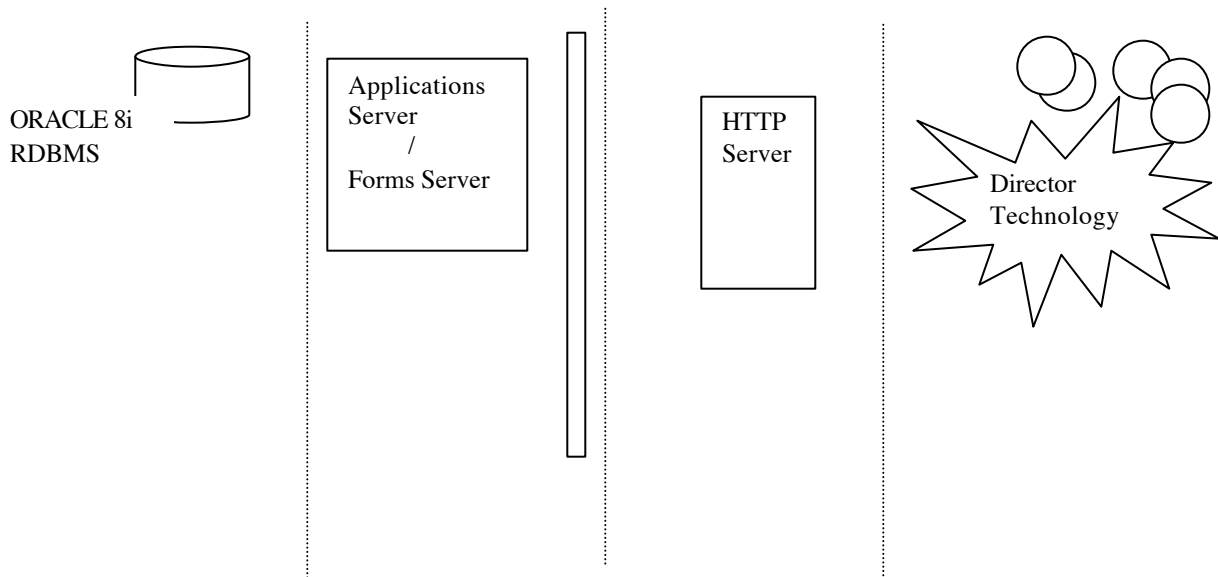 ORACLE 8i
RDBMS
Applications
Server
/
Forms Server
HTTP
Server
Director
Technology